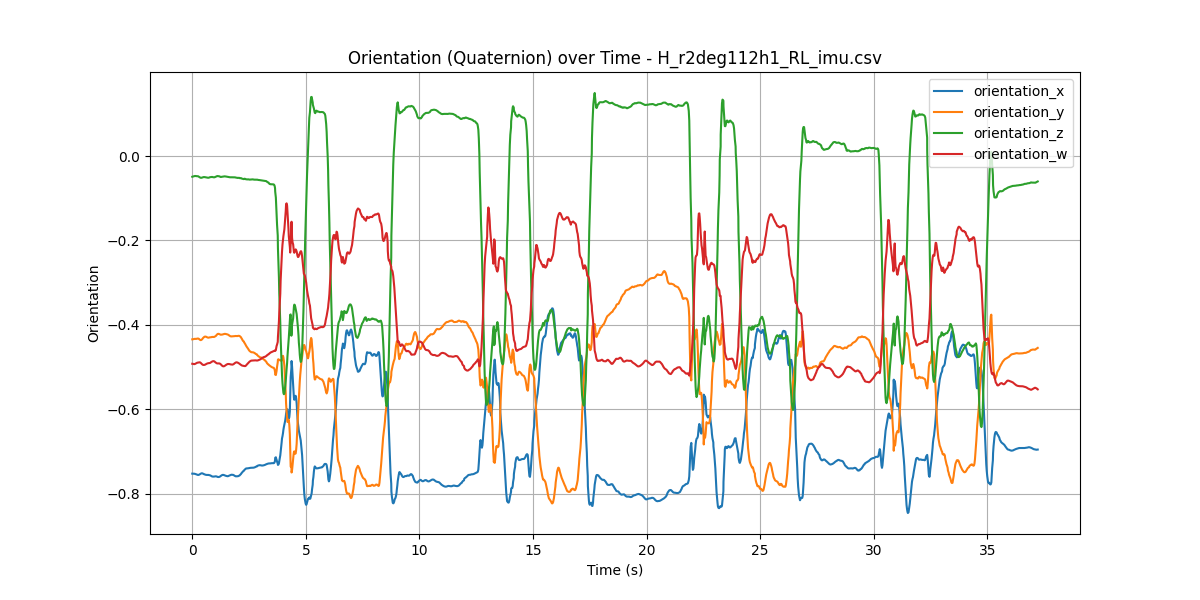 Orientation (Quaternion) over Time - H_r2deg112h1_RL_imu.csv
orientation_x
orientation_y
orientation_z
orientation_w
Orientation
0.0
−0.2
−0.4
−0.6
−0.8
0 5 10 15 20 25 30 35
Time (s)